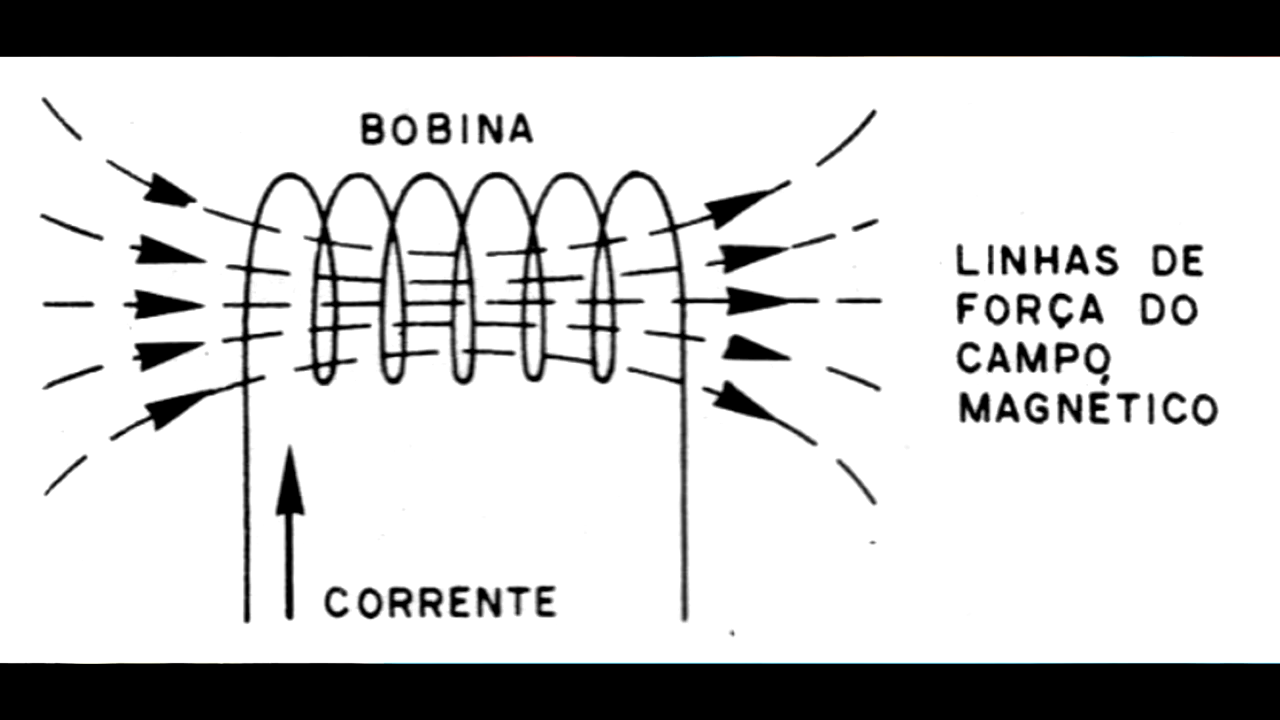 BOBINA
LINHAS DE
FORÇA DO
CAMPO
MAGNÉTICO
CORRENTE